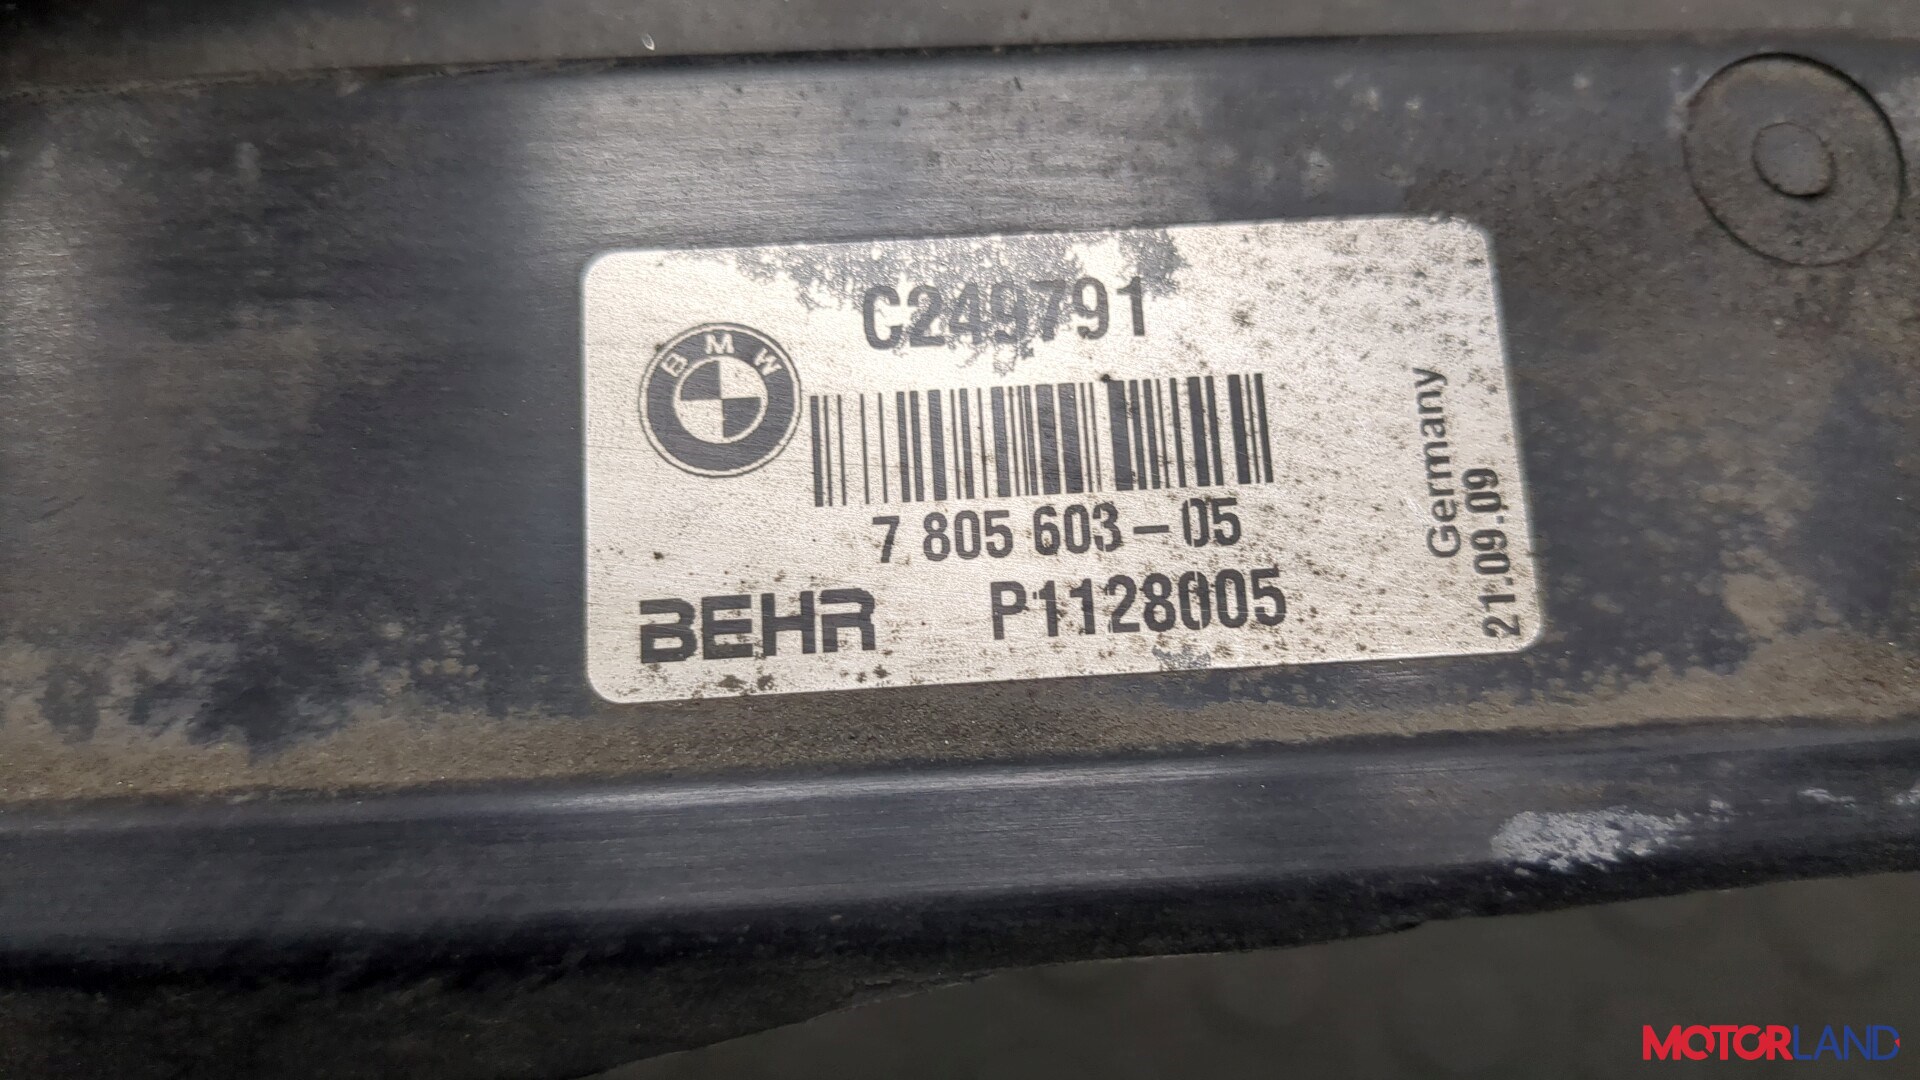 C249791
BMW
7 805 603-05
BEHR P1128005
Germany
21.09.09
MOTORLAND